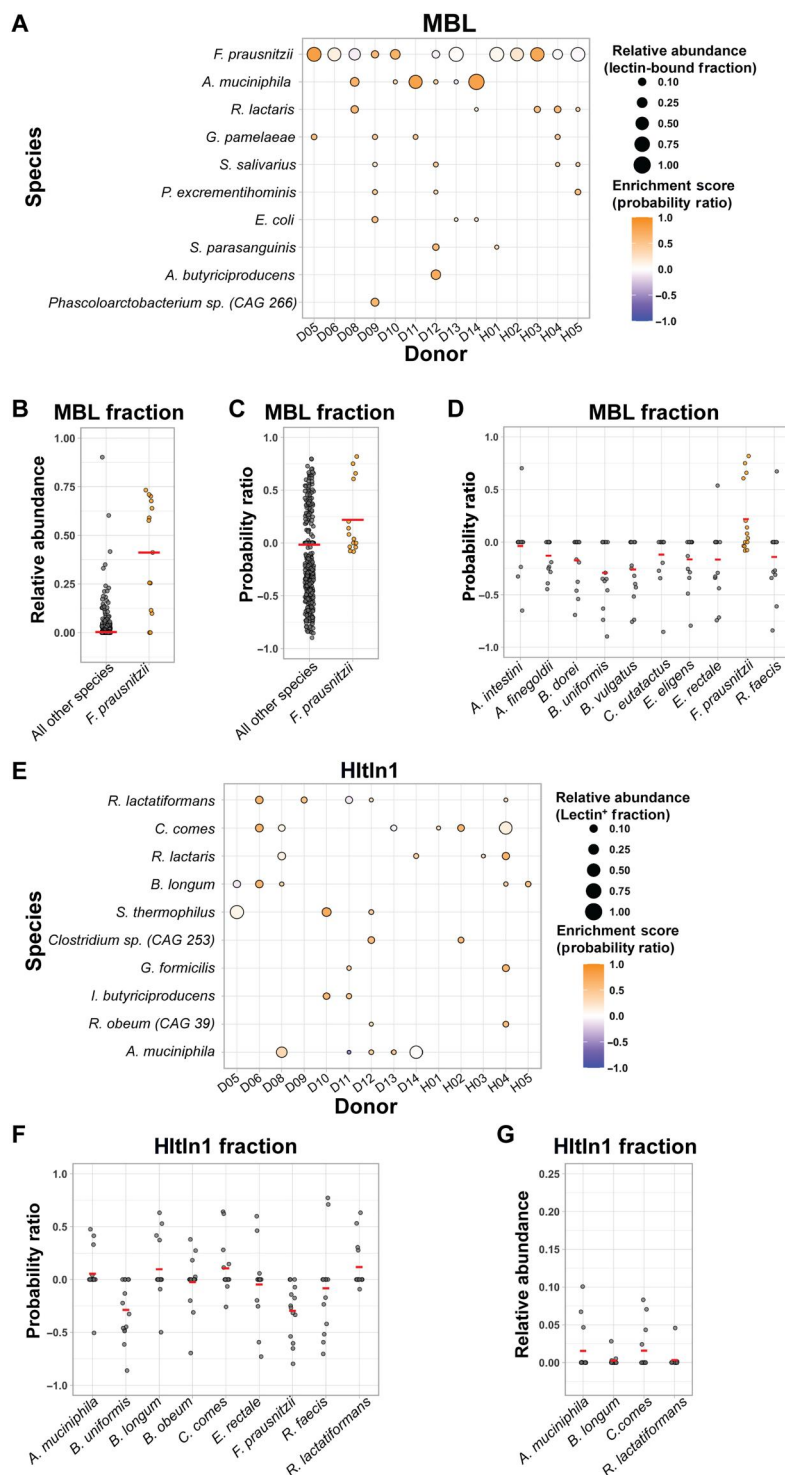 A
MBL
Species
F. prausnitzii
A. muciniphila
R. lactaris
G. pamelaeae
S. salivarius
P. excrementihominis
E. coli
S. parasanguinis
A. butyriciproducens
Phascoloarctobacterium sp. (CAG 266)
D05 D06 D08 D09 D10 D11 D12 D13 D14 H01 H02 H03 H04 H05
Donor
Relative abundance
(lectin-bound fraction)
0.10
0.25
0.50
0.75
1.00
Enrichment score
(probability ratio)
1.0
0.5
0.0
−0.5
−1.0
B
MBL fraction
Relative abundance
1.00
0.75
0.50
0.25
0.00
All other species
F. prausnitzii
C
MBL fraction
Probability ratio
1.0
0.5
0.0
−0.5
−1.0
All other species
F. prausnitzii
D
MBL fraction
Probability ratio
1.0
0.5
0.0
−0.5
−1.0
A. intestini
A. finegoldii
B. dorei
B. uniformis
B. vulgatus
C. eutatactus
E. eligens
E. rectale
F. prausnitzii
R. faecis
E
HItln1
Species
R. lactatiformans
C. comes
R. lactaris
B. longum
S. thermophilus
Clostridium sp. (CAG 253)
G. formicilis
I. butyriciproducens
R. obeum (CAG 39)
A. muciniphila
D05 D06 D08 D09 D10 D11 D12 D13 D14 H01 H02 H03 H04 H05
Donor
Relative abundance
(Lectin⁺ fraction)
0.10
0.25
0.50
0.75
1.00
Enrichment score
(probability ratio)
1.0
0.5
0.0
−0.5
−1.0
F
HItln1 fraction
Probability ratio
1.0
0.5
0.0
−0.5
−1.0
A. muciniphila
B. uniformis
B. longum
B. obeum
C. comes
E. rectale
F. prausnitzii
R. faecis
R. lactatiformans
G
HItln1 fraction
Relative abundance
0.25
0.20
0.15
0.10
0.05
0.00
A. muciniphila
B. longum
C.comes
R. lactatiformans